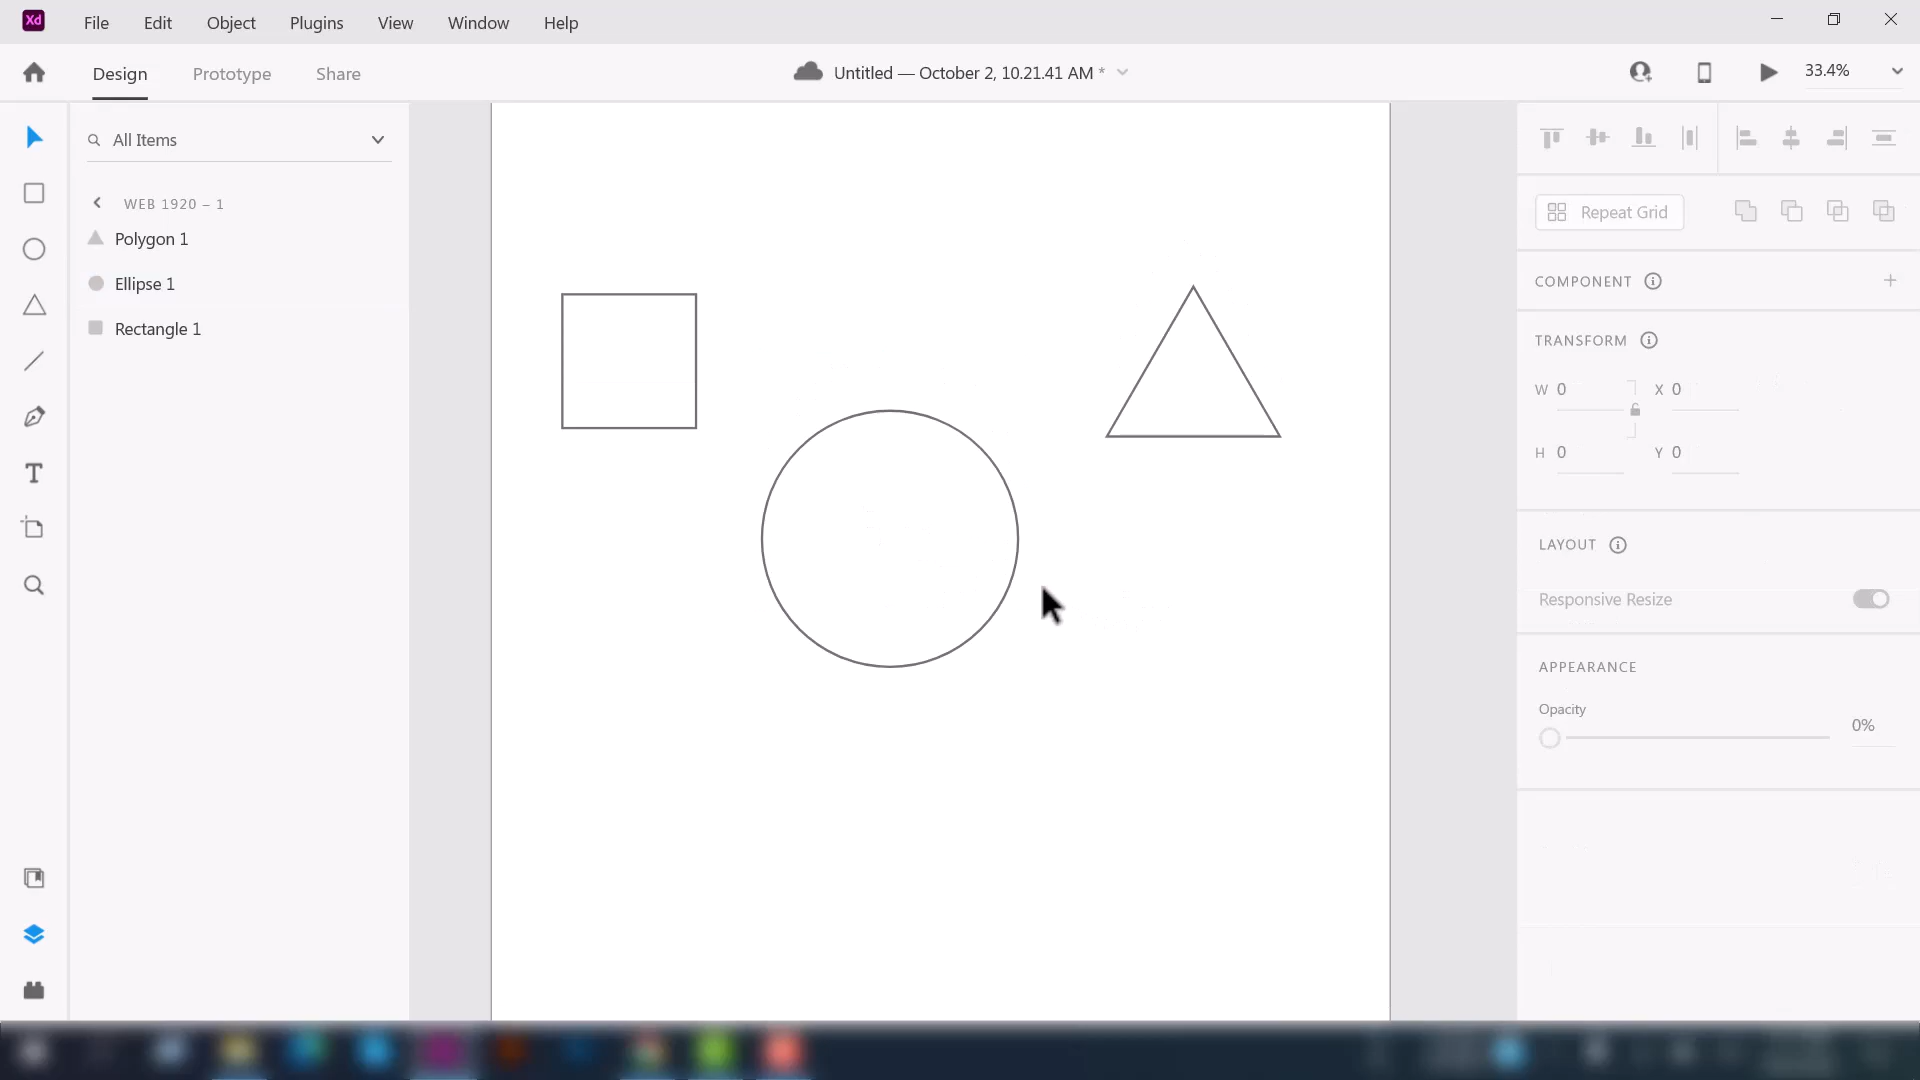 Xd File Edit Object Plugins View Window Help
Design Prototype Share Untitled — October 2, 10.21.41 AM * 33.4%
All Items
WEB 1920 – 1
Polygon 1
Ellipse 1
Rectangle 1
T
Repeat Grid
COMPONENT
TRANSFORM
W 0 X 0
H 0 Y 0
LAYOUT
Responsive Resize
APPEARANCE
Opacity
0%